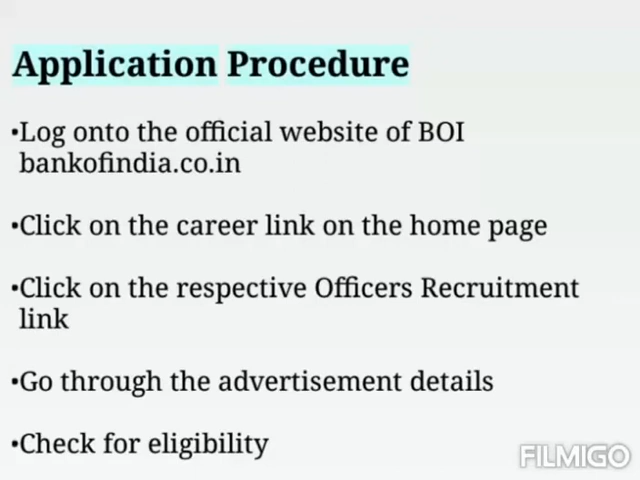 Application Procedure
•Log onto the official website of BOI
bankofindia.co.in
•Click on the career link on the home page
•Click on the respective Officers Recruitment
link
•Go through the advertisement details
•Check for eligibility
FILMIGO